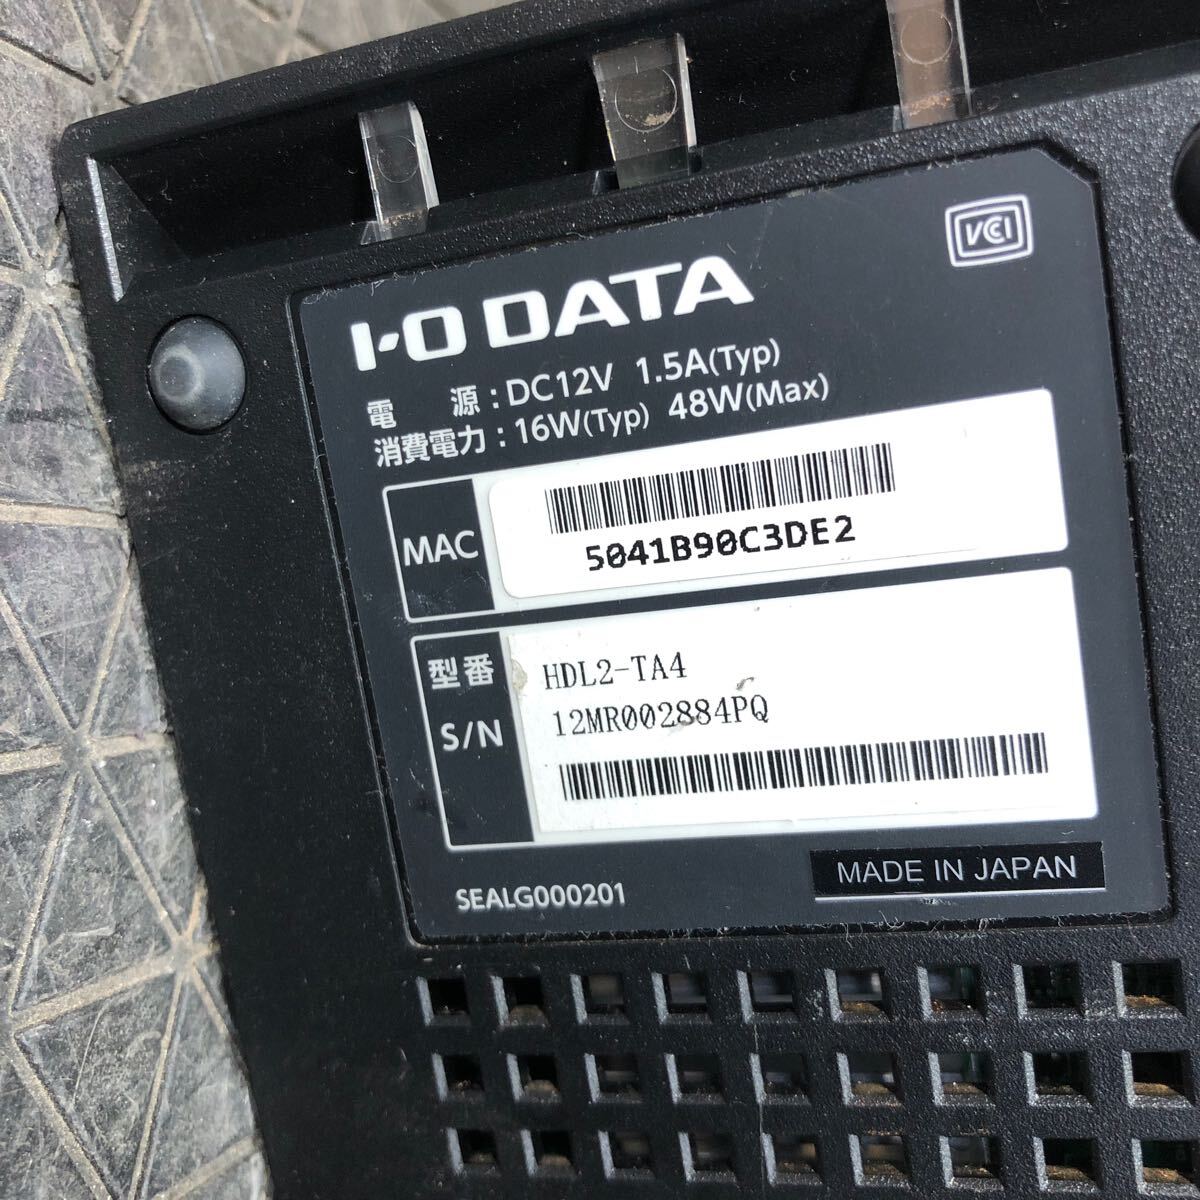 I-O DATA
VCCI
電 源:DC12V 1.5A(Typ)
消費電力:16W(Typ) 48W(Max)
MAC
5041B90C3DE2
型番 HDL2-TA4
S/N 12MR002884PQ
SEALG000201
MADE IN JAPAN